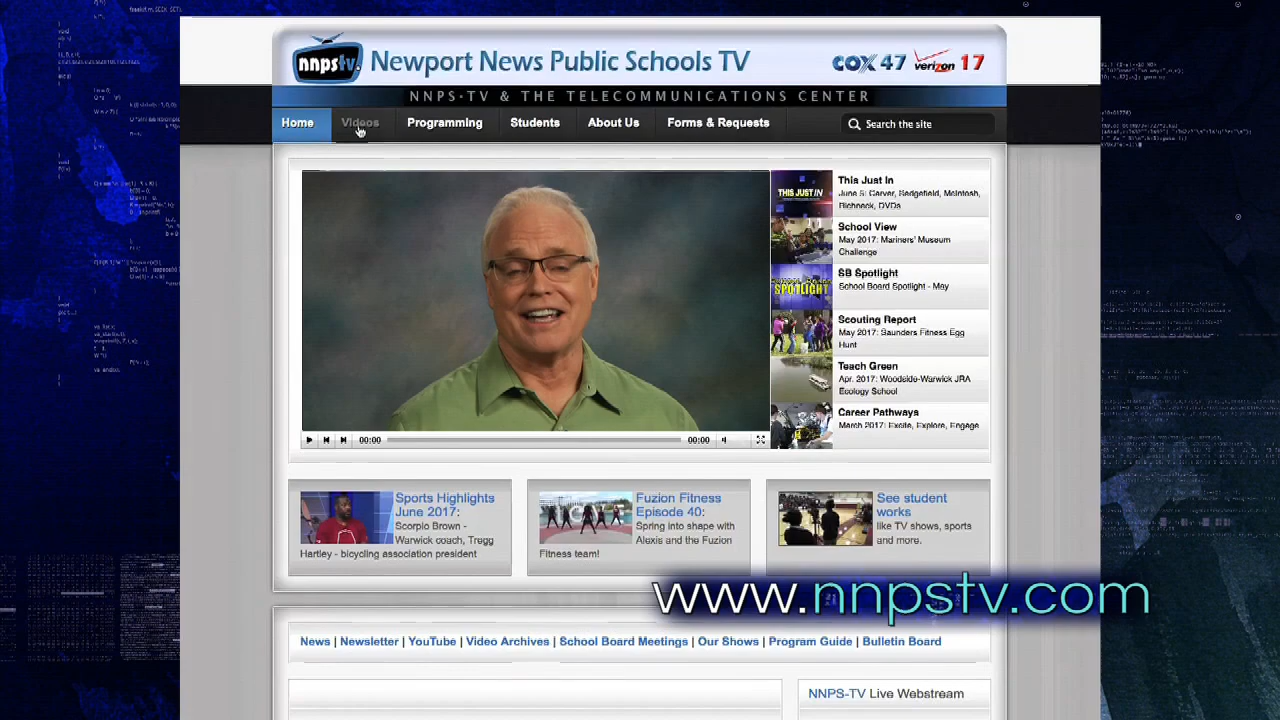 nnpstv
Newport News Public Schools TV
COX 47
verizon 17
NNPS·TV & THE TELECOMMUNICATIONS CENTER
Home
Videos
Programming
Students
About Us
Forms & Requests
Search the site
THIS JUST IN
This Just In
June 5: Carver, Sedgefield, McIntosh,
Richneck, DVDs
School View
May 2017: Mariners' Museum
Challenge
SPOTLIGHT
SB Spotlight
School Board Spotlight - May
Scouting Report
May 2017: Saunders Fitness Egg
Hunt
Teach Green
Apr. 2017: Woodside-Warwick JRA
Ecology School
Career Pathways
March 2017: Excite, Explore, Engage
00:00
00:00
Sports Highlights
June 2017:
Scorpio Brown -
Warwick coach, Tregg
Hartley - bicycling association president
Fuzion Fitness
Episode 40:
Spring into shape with
Alexis and the Fuzion
Fitness team!
See student
works
like TV shows, sports
and more.
www.nnpstv.com
News | Newsletter | YouTube | Video Archives | School Board Meetings | Our Shows | Program Guide | Bulletin Board
NNPS-TV Live Webstream